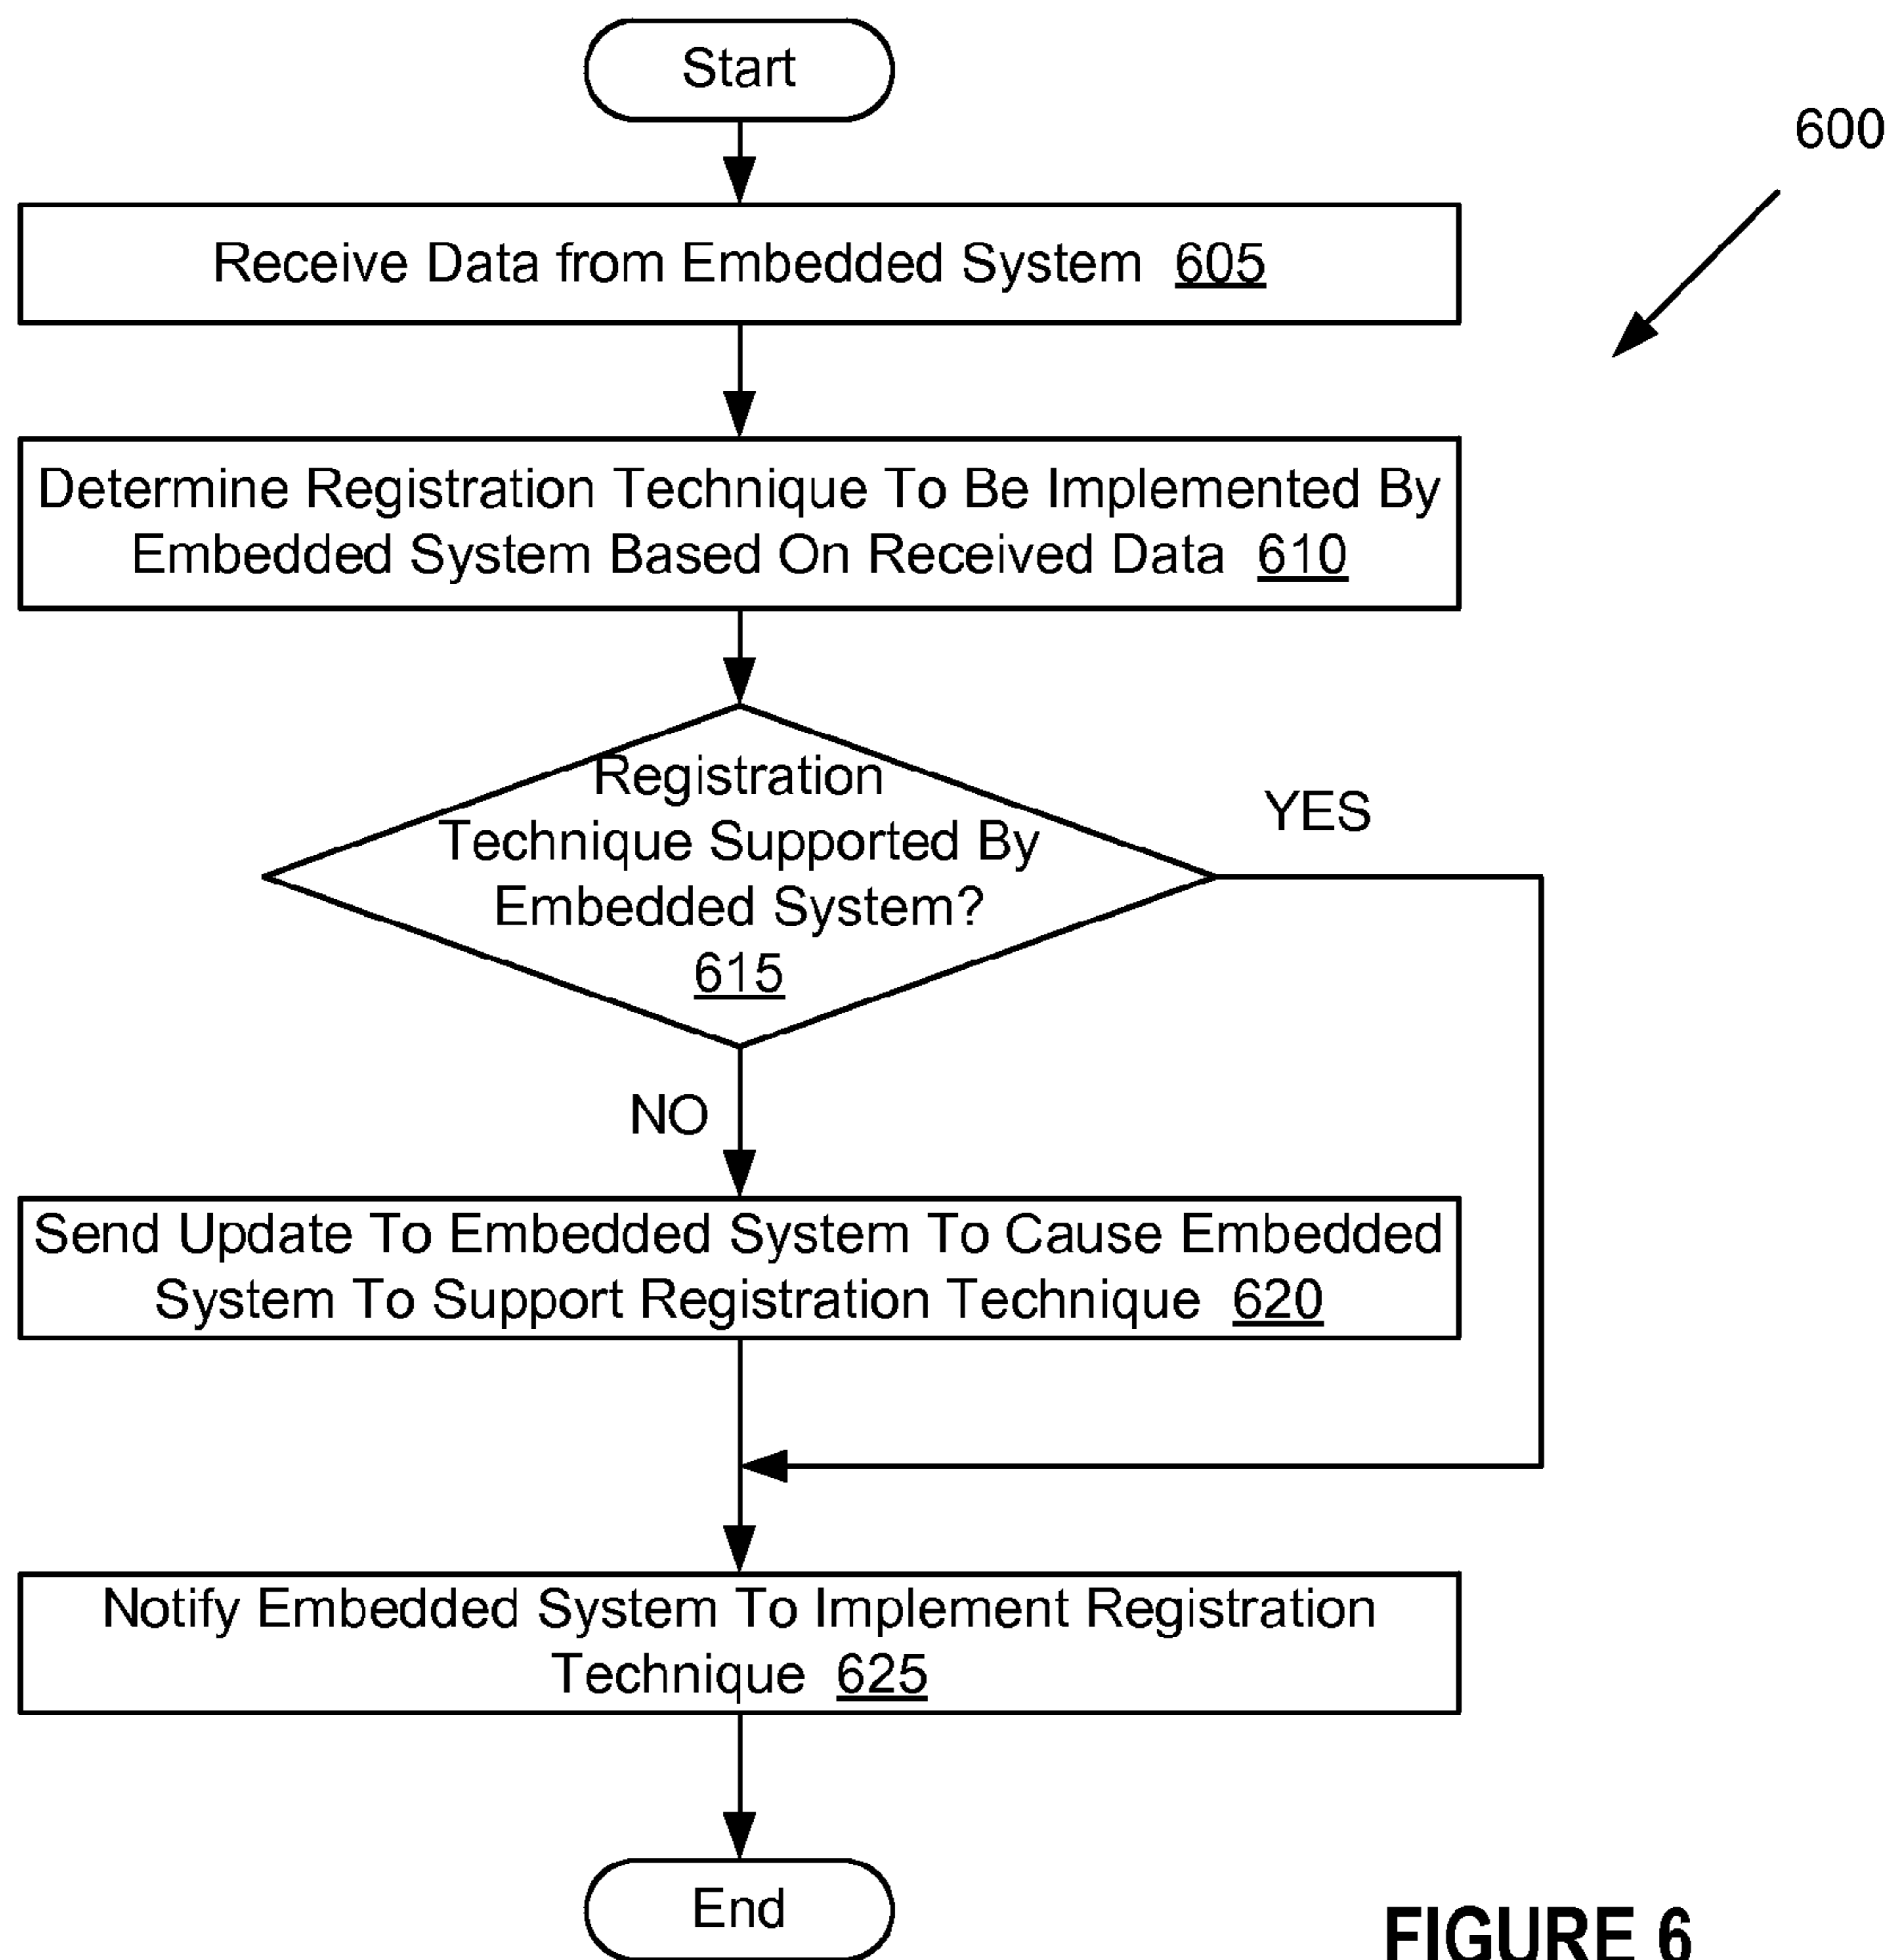 Start
600
Receive Data from Embedded System 605
Determine Registration Technique To Be Implemented By
Embedded System Based On Received Data 610
Registration
Technique Supported By
Embedded System?
615
YES
NO
Send Update To Embedded System To Cause Embedded
System To Support Registration Technique 620
Notify Embedded System To Implement Registration
Technique 625
End
FIGURE 6